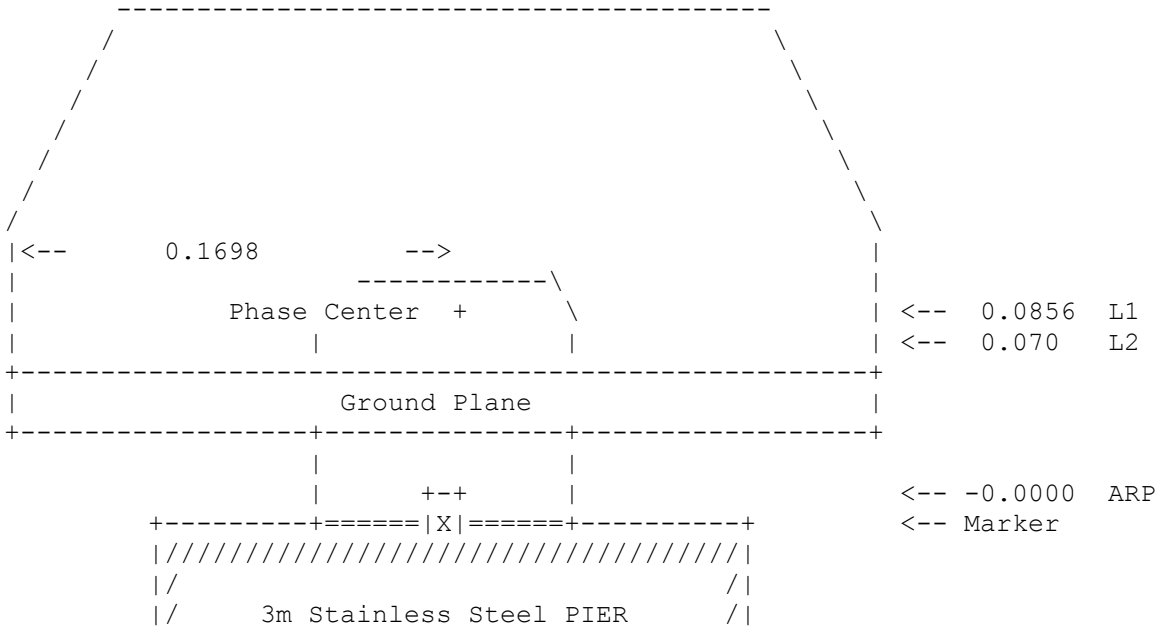 0.1698
Phase Center + <-- 0.0856 L1
<-- 0.070 L2
Ground Plane
<-- -0.0000 ARP
X <-- Marker
3m Stainless Steel PIER